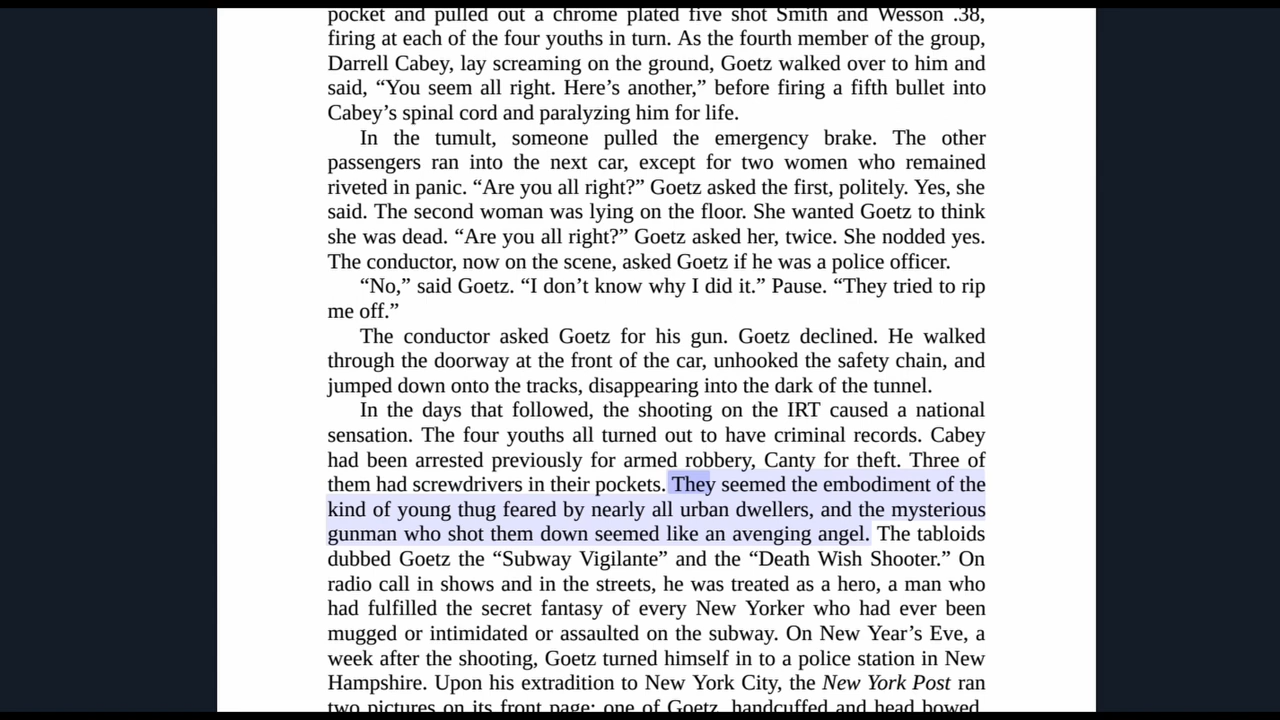 pocket and pulled out a chrome plated five shot Smith and Wesson .38,
firing at each of the four youths in turn. As the fourth member of the group,
Darrell Cabey, lay screaming on the ground, Goetz walked over to him and
said, “You seem all right. Here’s another,” before firing a fifth bullet into
Cabey’s spinal cord and paralyzing him for life.
In the tumult, someone pulled the emergency brake. The other
passengers ran into the next car, except for two women who remained
riveted in panic. “Are you all right?” Goetz asked the first, politely. Yes, she
said. The second woman was lying on the floor. She wanted Goetz to think
she was dead. “Are you all right?” Goetz asked her, twice. She nodded yes.
The conductor, now on the scene, asked Goetz if he was a police officer.
“No,” said Goetz. “I don’t know why I did it.” Pause. “They tried to rip
me off.”
The conductor asked Goetz for his gun. Goetz declined. He walked
through the doorway at the front of the car, unhooked the safety chain, and
jumped down onto the tracks, disappearing into the dark of the tunnel.
In the days that followed, the shooting on the IRT caused a national
sensation. The four youths all turned out to have criminal records. Cabey
had been arrested previously for armed robbery, Canty for theft. Three of
them had screwdrivers in their pockets. They seemed the embodiment of the
kind of young thug feared by nearly all urban dwellers, and the mysterious
gunman who shot them down seemed like an avenging angel. The tabloids
dubbed Goetz the “Subway Vigilante” and the “Death Wish Shooter.” On
radio call in shows and in the streets, he was treated as a hero, a man who
had fulfilled the secret fantasy of every New Yorker who had ever been
mugged or intimidated or assaulted on the subway. On New Year’s Eve, a
week after the shooting, Goetz turned himself in to a police station in New
Hampshire. Upon his extradition to New York City, the New York Post ran
two pictures on its front page: one of Goetz, handcuffed and head bowed,